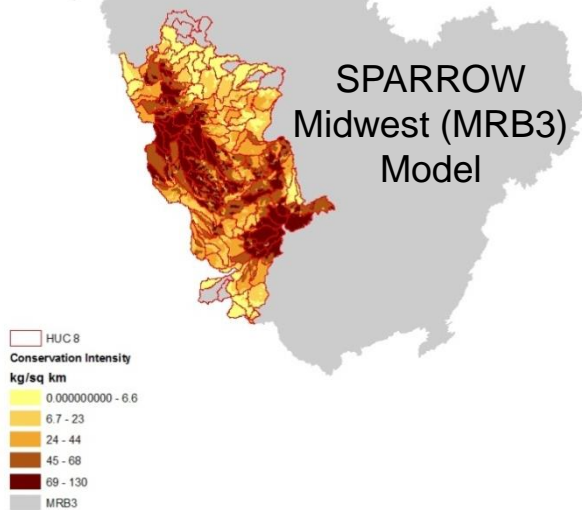 SPARROW
Midwest (MRB3)
Model
HUC 8
Conservation Intensity
kg/sq km
0.000000000 - 6.6
6.7 - 23
24 - 44
45 - 68
69 - 130
MRB3